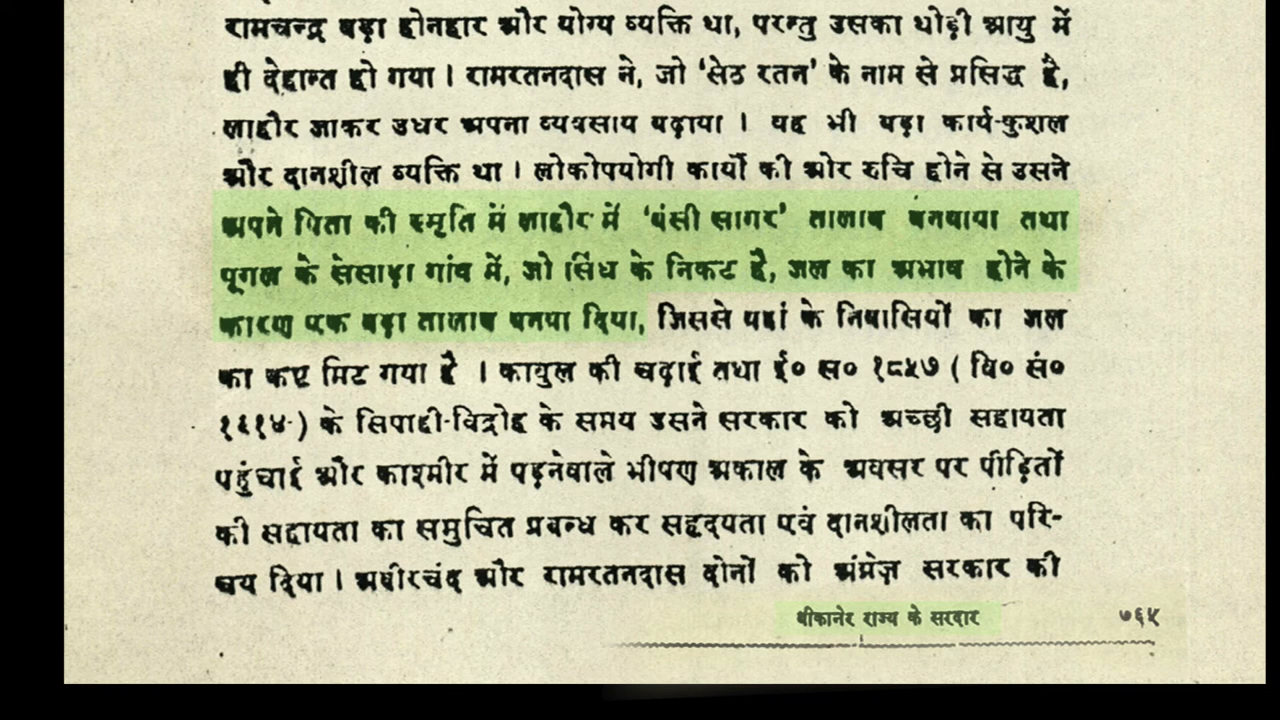 रामचन्द्र बड़ा होनहार और योग्य व्यक्ति था, परन्तु उसका थोड़ी आयु में
ही देहान्त हो गया । रामरतनदास ने, जो ‘सेठ रतन’ के नाम से प्रसिद्ध है,
लाहौर जाकर उधर अपना व्यवसाय बढ़ाया । यह भी बड़ा कार्य-कुशल
और दानशील व्यक्ति था । लोकोपयोगी कार्यों की ओर रुचि होने से उसने
अपने पिता की स्मृति में लाहौर में ‘बंसी सागर’ तालाब बनवाया तथा
पूगल के सेसाड़ा गांव में, जो सिंध के निकट है, जल का अभाव होने के
कारण एक बड़ा तालाब बनवा दिया, जिससे वहां के निवासियों का जल
का कष्ट मिट गया है । काबुल की चढ़ाई तथा ई० स० १८५७ ( वि० सं०
१९१४ ) के सिपाही-विद्रोह के समय उसने सरकार को अच्छी सहायता
पहुंचाई और काश्मीर में पड़नेवाले भीषण अकाल के अवसर पर पीड़ितों
की सहायता का समुचित प्रबन्ध कर सहृदयता एवं दानशीलता का परि-
चय दिया । अबीरचंद और रामरतनदास दोनों को अंग्रेज़ सरकार की
बीकानेर राज्य के सरदार ७६५